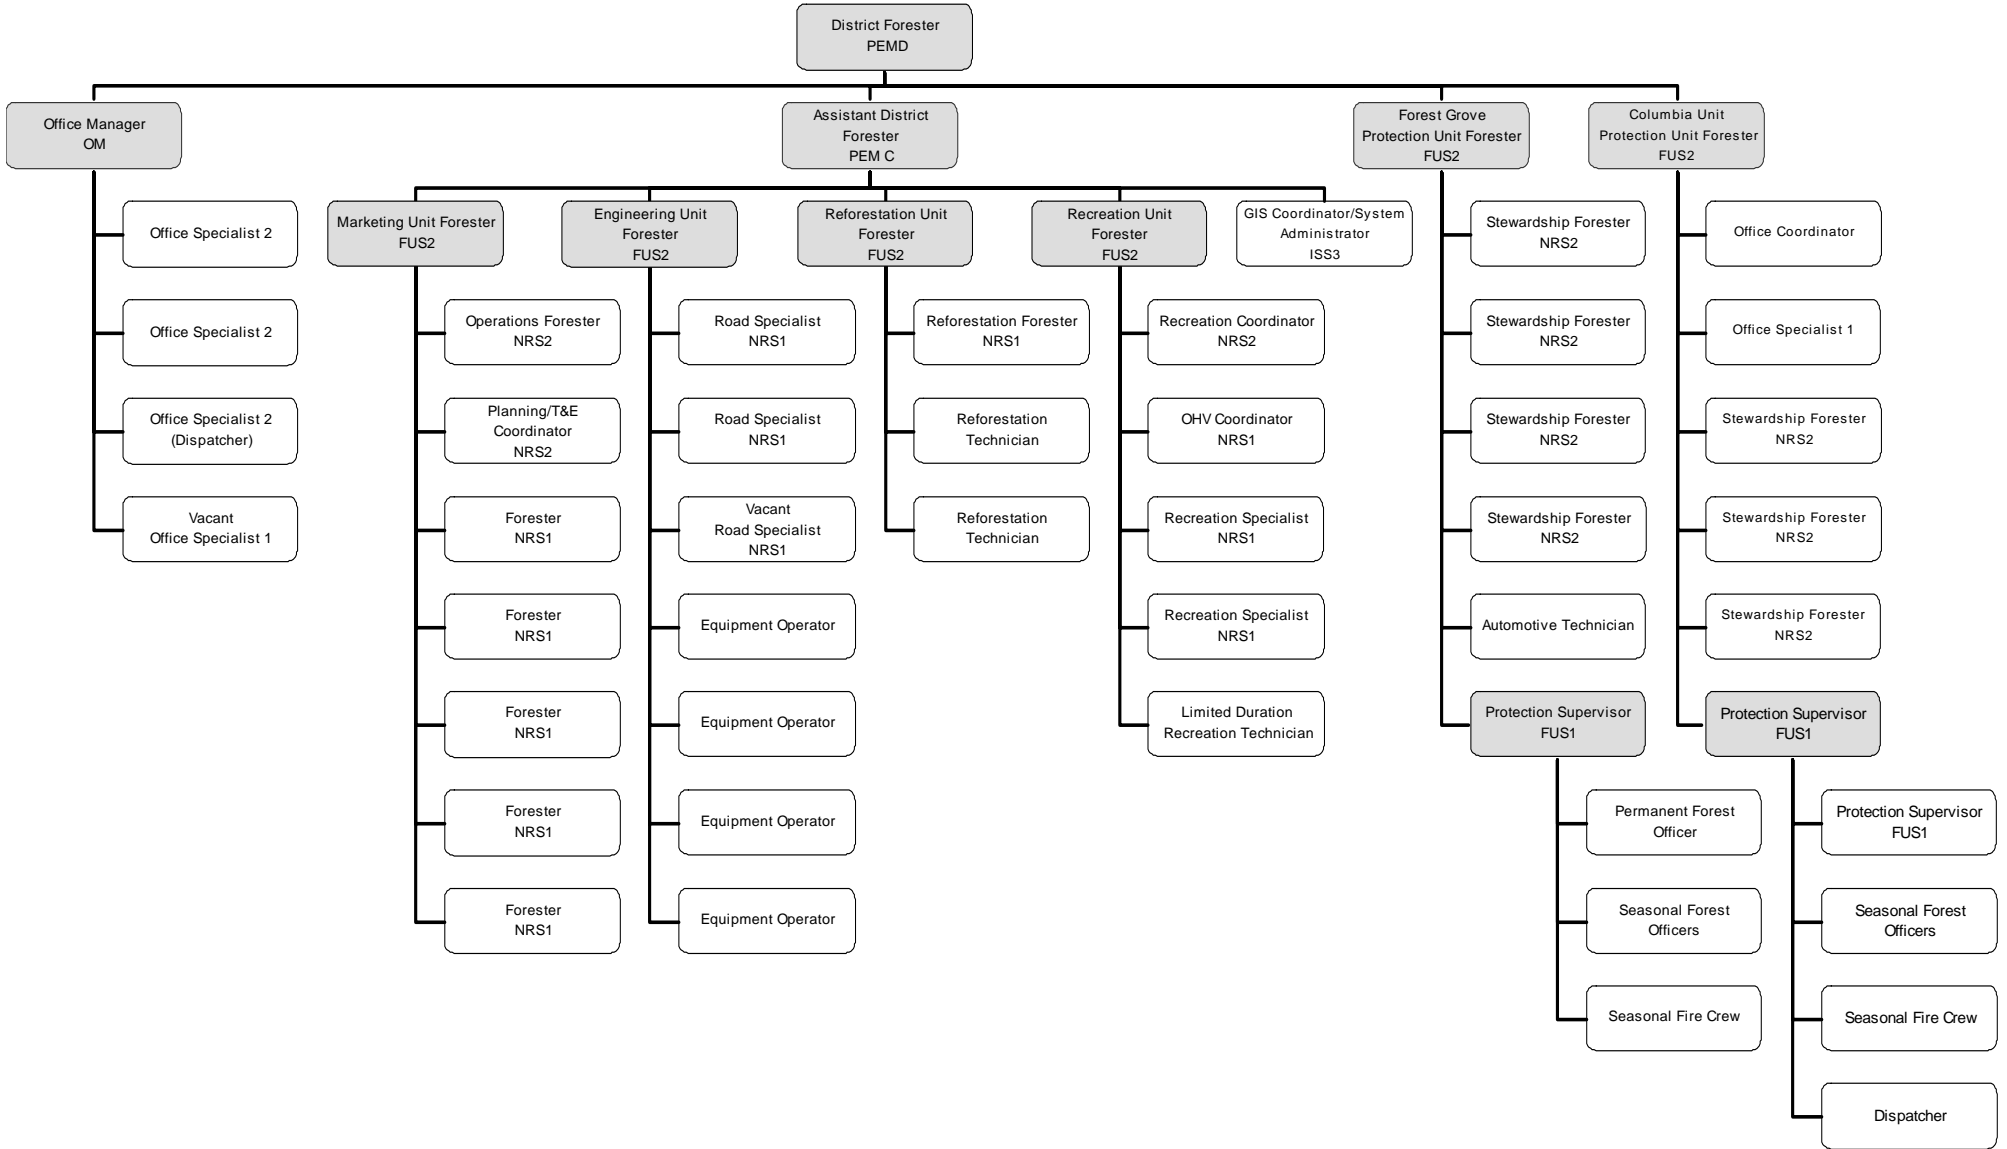 District Forester
PEMD
Office Manager
OM
Assistant District
Forester
PEM C
Forest Grove
Protection Unit Forester
FUS2
Columbia Unit
Protection Unit Forester
FUS2
Office Specialist 2
Office Specialist 2
Office Specialist 2
(Dispatcher)
Vacant
Office Specialist 1
Marketing Unit Forester
FUS2
Operations Forester
NRS2
Planning/T&E
Coordinator
NRS2
Forester
NRS1
Forester
NRS1
Forester
NRS1
Forester
NRS1
Forester
NRS1
Engineering Unit
Forester
FUS2
Road Specialist
NRS1
Road Specialist
NRS1
Vacant
Road Specialist
NRS1
Equipment Operator
Equipment Operator
Equipment Operator
Equipment Operator
Reforestation Unit
Forester
FUS2
Reforestation Forester
NRS1
Reforestation
Technician
Reforestation
Technician
Recreation Unit
Forester
FUS2
Recreation Coordinator
NRS2
OHV Coordinator
NRS1
Recreation Specialist
NRS1
Recreation Specialist
NRS1
Limited Duration
Recreation Technician
GIS Coordinator/System
Administrator
ISS3
Stewardship Forester
NRS2
Stewardship Forester
NRS2
Stewardship Forester
NRS2
Stewardship Forester
NRS2
Automotive Technician
Protection Supervisor
FUS1
Permanent Forest
Officer
Seasonal Forest
Officers
Seasonal Fire Crew
Office Coordinator
Office Specialist 1
Stewardship Forester
NRS2
Stewardship Forester
NRS2
Stewardship Forester
NRS2
Protection Supervisor
FUS1
Protection Supervisor
FUS1
Seasonal Forest
Officers
Seasonal Fire Crew
Dispatcher